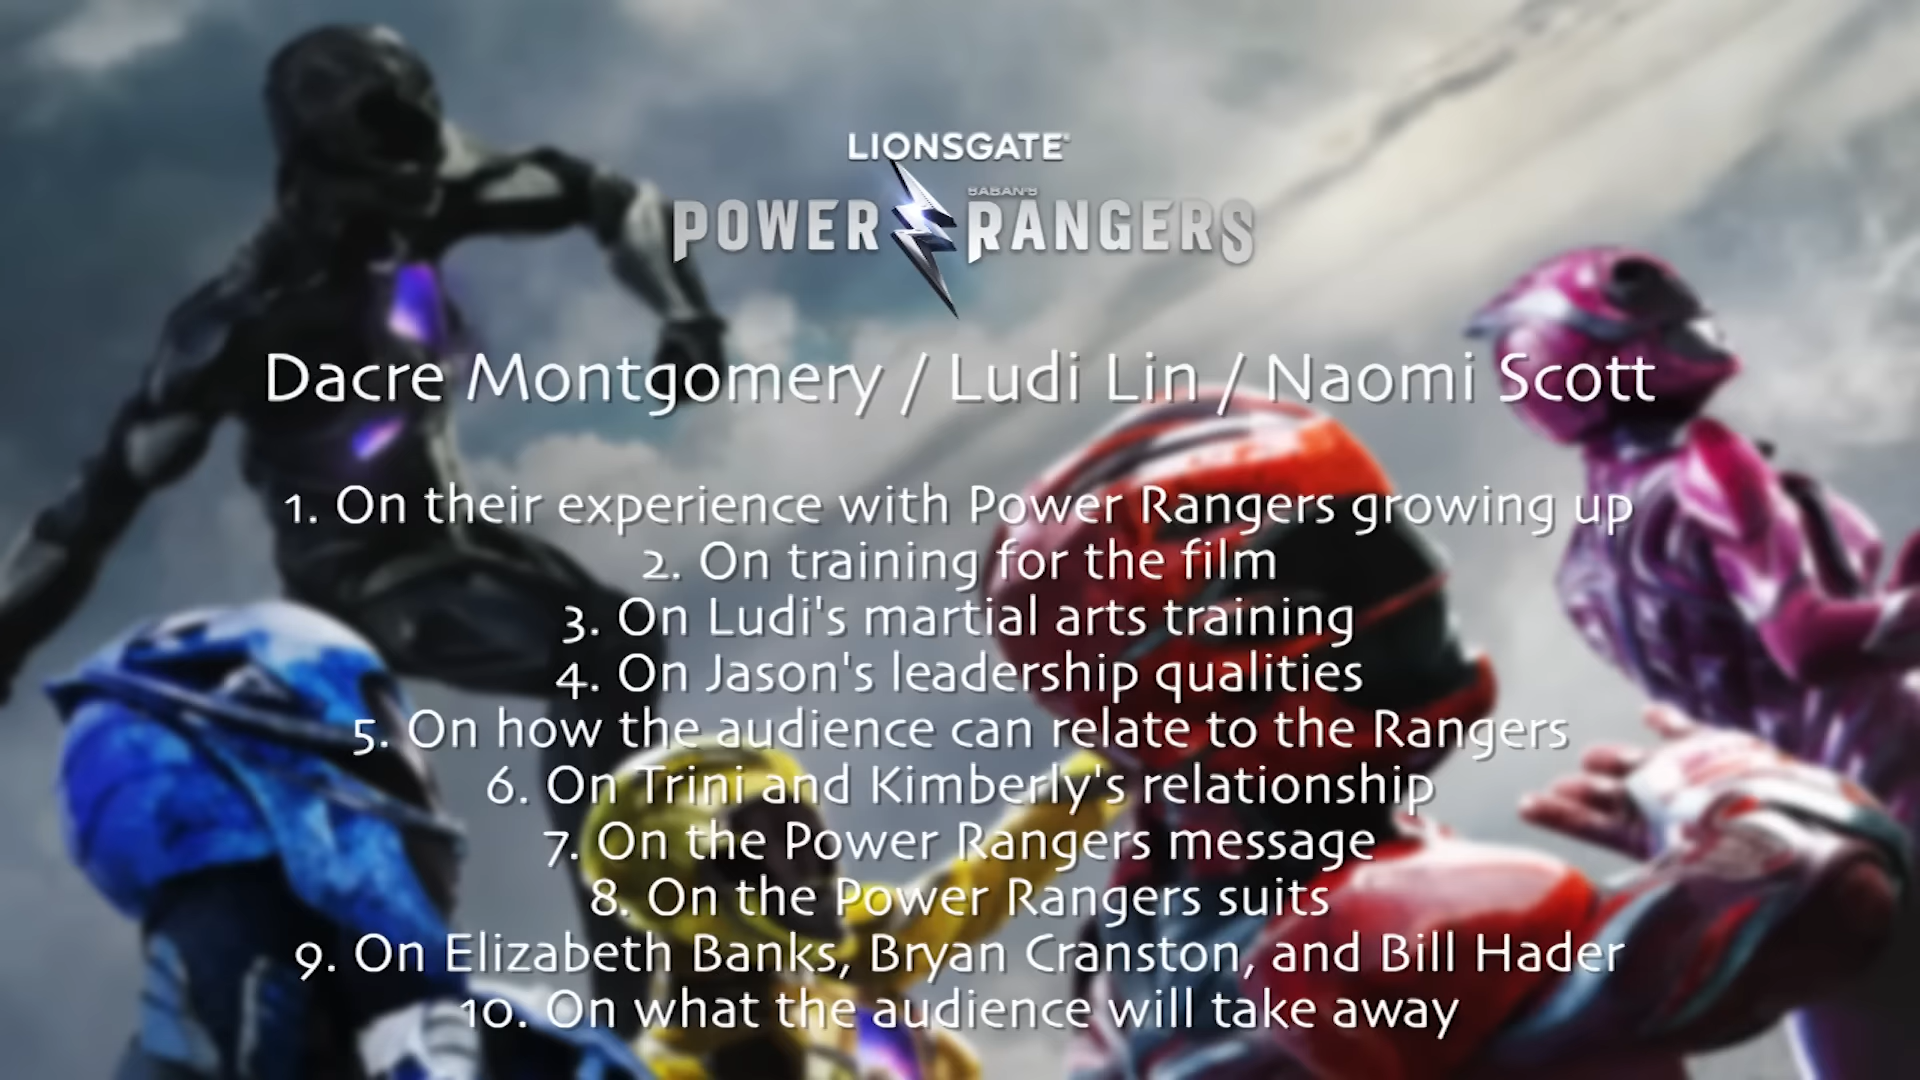 LIONSGATE
SABAN'S
POWER RANGERS
Dacre Montgomery / Ludi Lin / Naomi Scott
1. On their experience with Power Rangers growing up
2. On training for the film
3. On Ludi's martial arts training
4. On Jason's leadership qualities
5. On how the audience can relate to the Rangers
6. On Trini and Kimberly's relationship
7. On the Power Rangers message
8. On the Power Rangers suits
9. On Elizabeth Banks, Bryan Cranston, and Bill Hader
10. On what the audience will take away